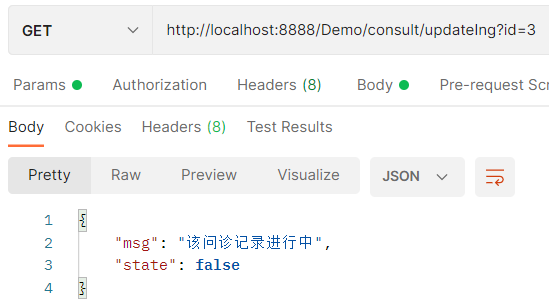 GET http://localhost:8888/Demo/consult/updateIng?id=3
Params Authorization Headers (8) Body Pre-request Scr
Body Cookies Headers (8) Test Results
Pretty Raw Preview Visualize JSON
1 {
2 "msg": "该问诊记录进行中",
3 "state": false
4 }